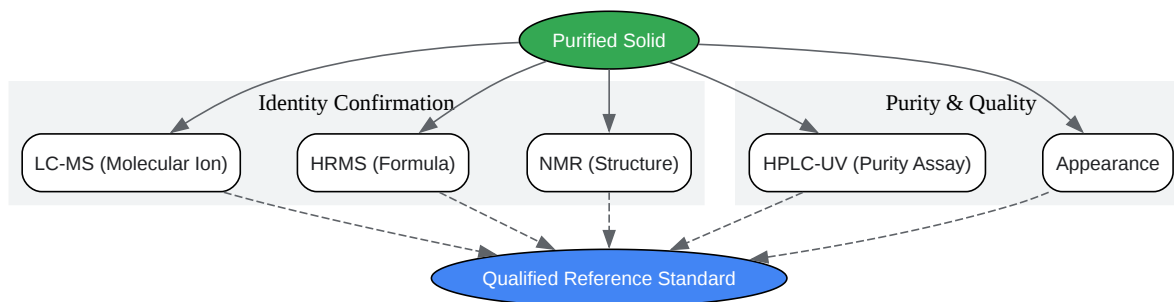 Purified Solid
Identity Confirmation
Purity & Quality
LC-MS (Molecular Ion)
HRMS (Formula)
NMR (Structure)
HPLC-UV (Purity Assay)
Appearance
Qualified Reference Standard